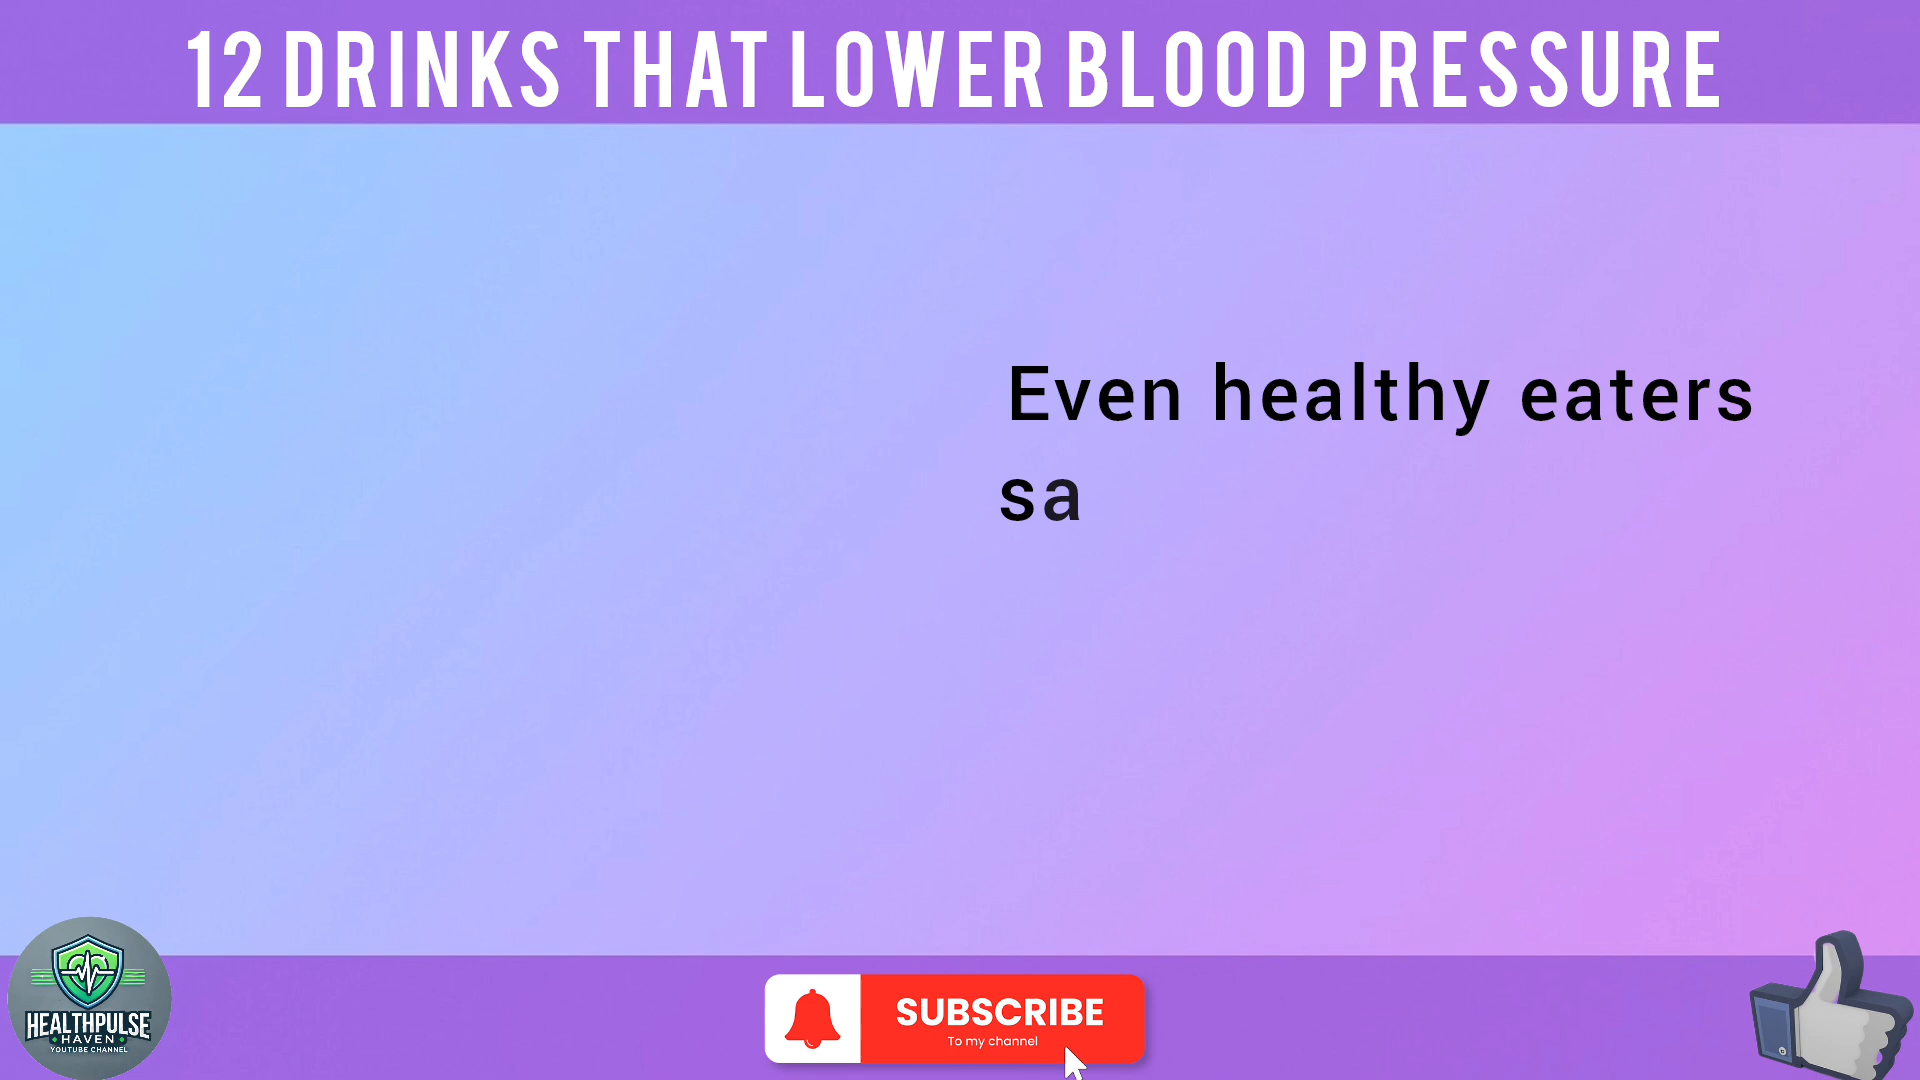 12 DRINKS THAT LOWER BLOOD PRESSURE
Even healthy eaters
sa
HEALTHPULSE
HAVEN
YOUTUBE CHANNEL
SUBSCRIBE
To my channel